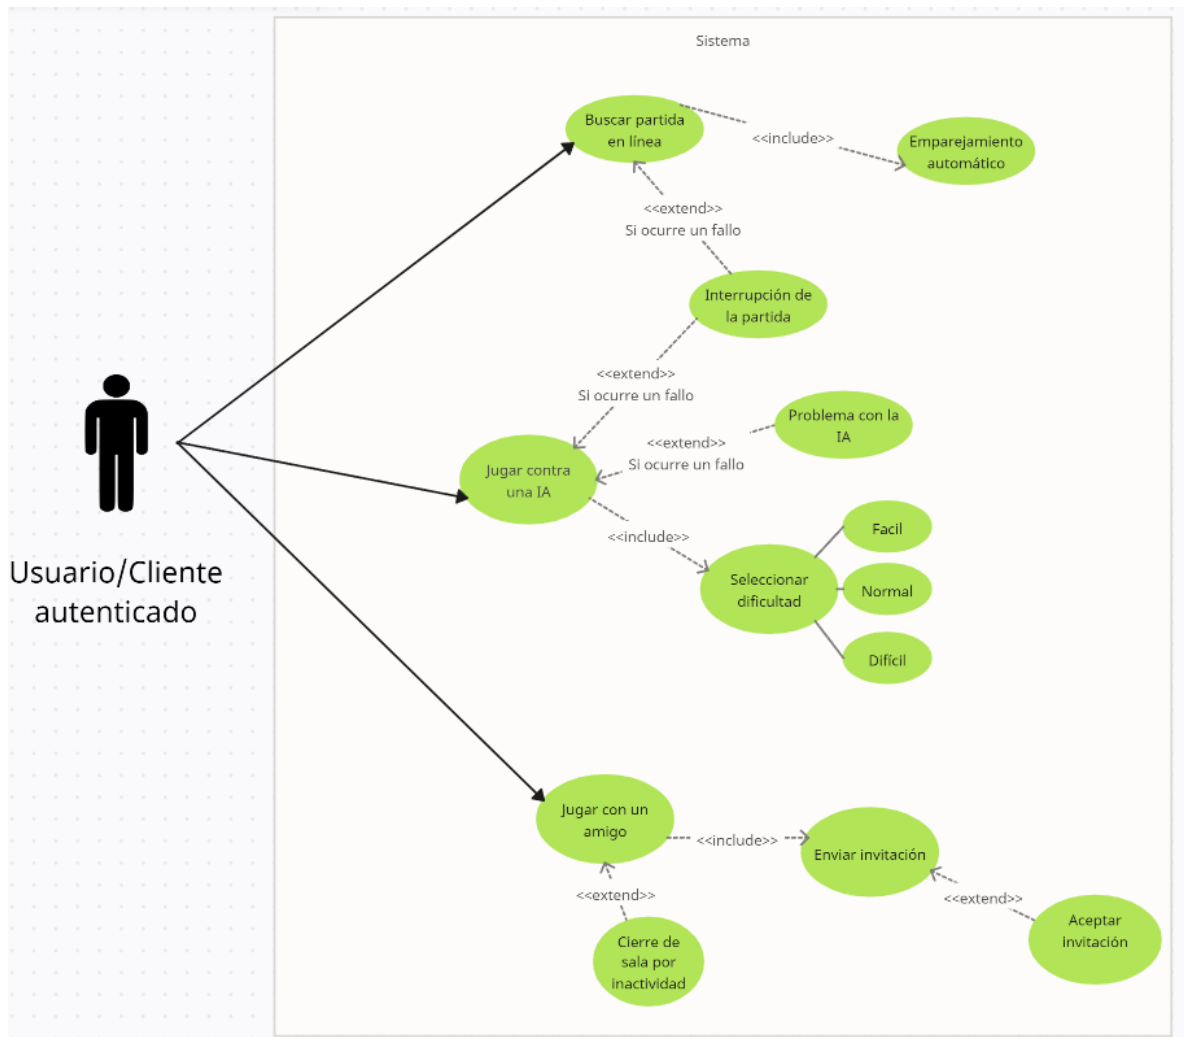 Sistema
Buscar partida
en línea
<<include>>
Emparejamiento
automático
<<extend>>
Si ocurre un fallo
Interrupción de
la partida
<<extend>>
Si ocurre un fallo
Problema con la
IA
<<extend>>
Si ocurre un fallo
Jugar contra
una IA
<<include>>
Seleccionar
dificultad
Facil
Normal
Difícil
Usuario/Cliente
autenticado
Jugar con un
amigo
<<include>>
Enviar invitación
<<extend>>
Cierre de
sala por
inactividad
<<extend>>
Aceptar
invitación